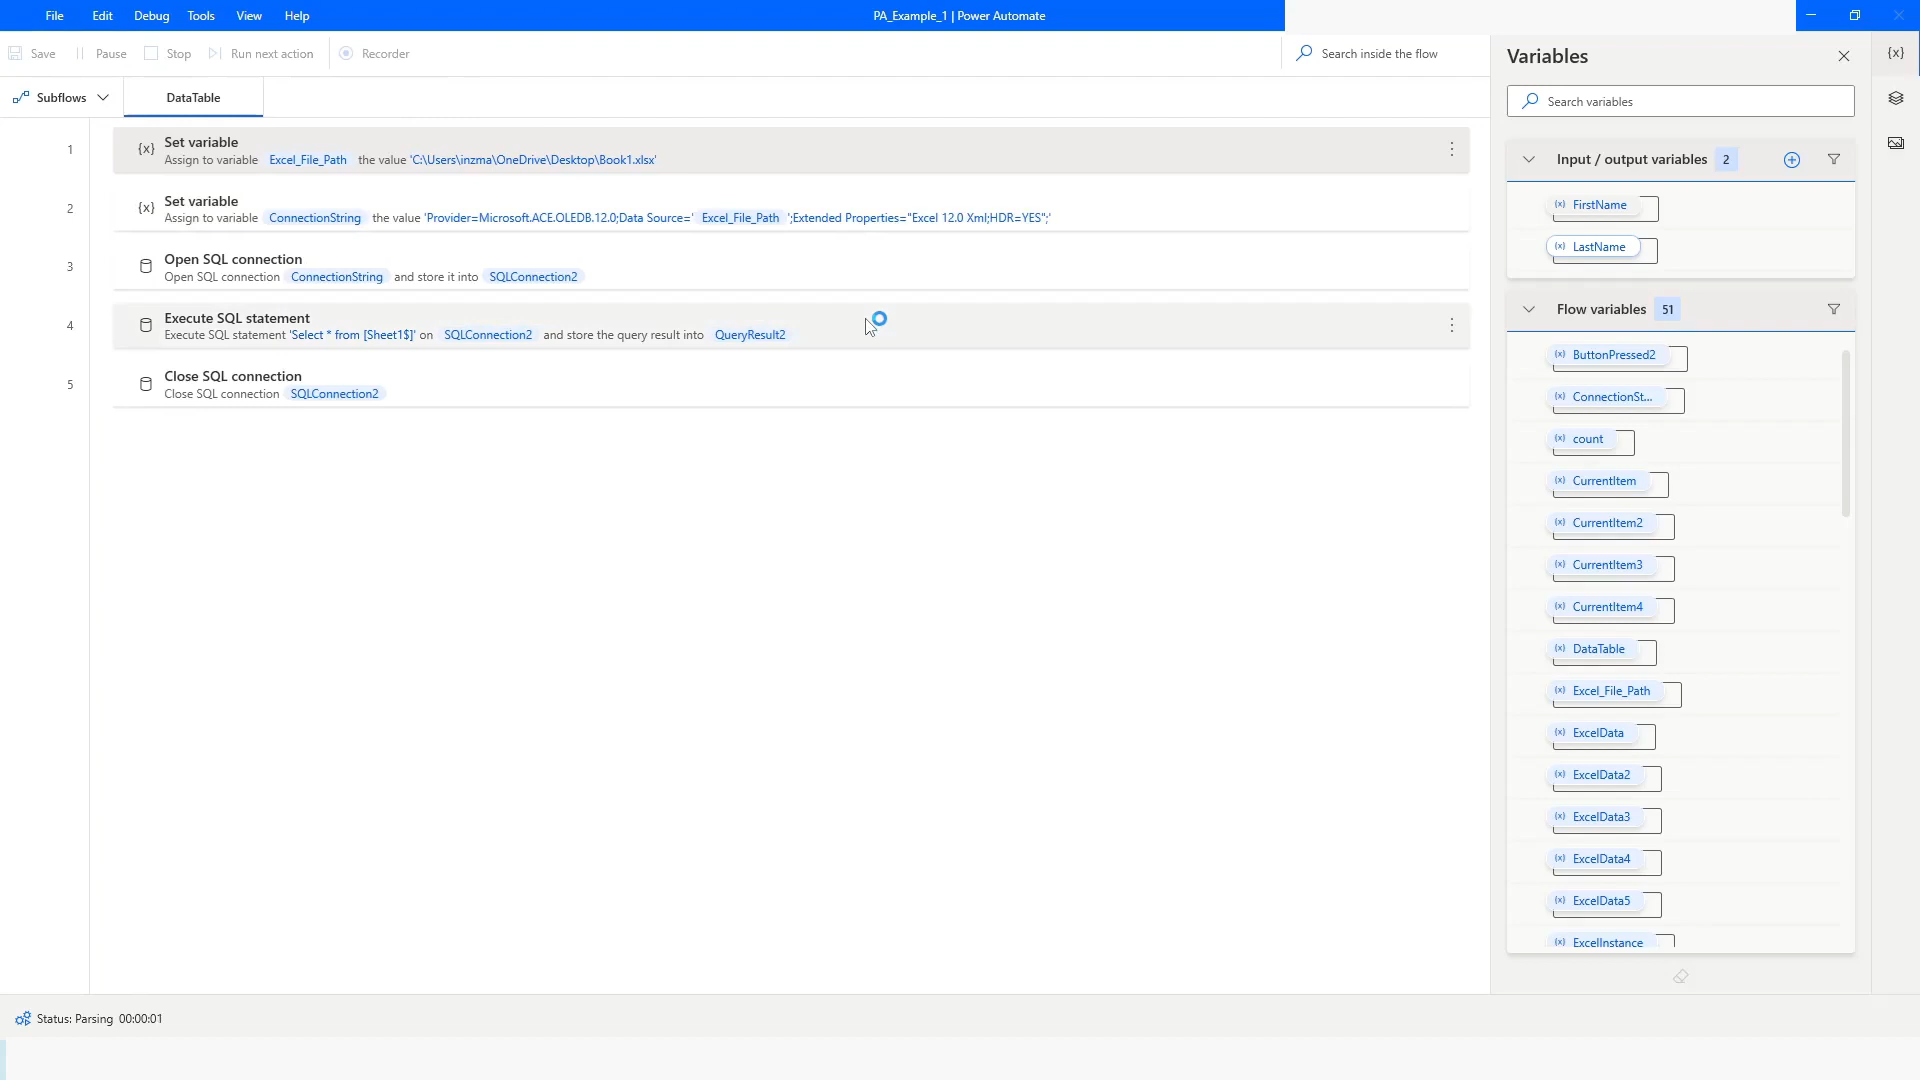 File Edit Debug Tools View Help PA_Example_1 | Power Automate
Save Pause Stop Run next action Recorder Search inside the flow
Subflows DataTable
1 {x} Set variable
Assign to variable Excel_File_Path the value 'C:\Users\inzma\OneDrive\Desktop\Book1.xlsx'
2 {x} Set variable
Assign to variable ConnectionString the value 'Provider=Microsoft.ACE.OLEDB.12.0;Data Source=' Excel_File_Path ';Extended Properties="Excel 12.0 Xml;HDR=YES";'
3 Open SQL connection
Open SQL connection ConnectionString and store it into SQLConnection2
4 Execute SQL statement
Execute SQL statement 'Select * from [Sheet1$]' on SQLConnection2 and store the query result into QueryResult2
5 Close SQL connection
Close SQL connection SQLConnection2
Variables
{x}
Search variables
Input / output variables 2
{x} FirstName
{x} LastName
Flow variables 51
{x} ButtonPressed2
{x} ConnectionSt...
{x} count
{x} CurrentItem
{x} CurrentItem2
{x} CurrentItem3
{x} CurrentItem4
{x} DataTable
{x} Excel_File_Path
{x} ExcelData
{x} ExcelData2
{x} ExcelData3
{x} ExcelData4
{x} ExcelData5
{x} ExcelInstance
Status: Parsing 00:00:01